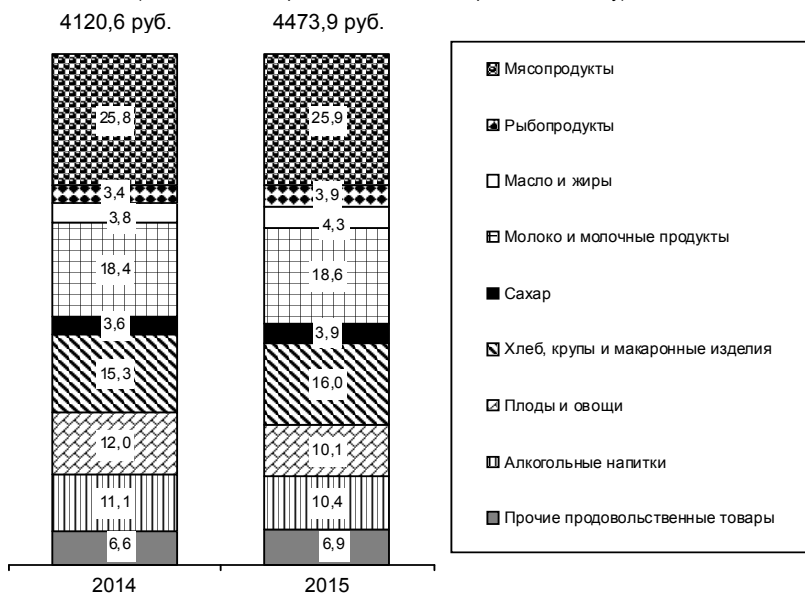 4120,6 руб. 4473,9 руб.
25,8 25,9
3,4 3,9
3,8 4,3
18,4 18,6
3,6 3,9
15,3 16,0
12,0 10,1
11,1 10,4
6,6 6,9
2014 2015
Мясопродукты
Рыбопродукты
Масло и жиры
Молоко и молочные продукты
Сахар
Хлеб, крупы и макаронные изделия
Плоды и овощи
Алкогольные напитки
Прочие продовольственные товары